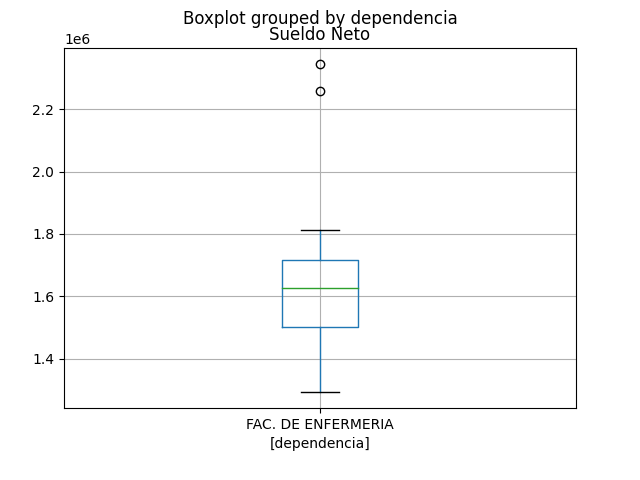 Boxplot grouped by dependencia
Sueldo Neto
1e6
2.2
2.0
1.8
1.6
1.4
FAC. DE ENFERMERIA
[dependencia]